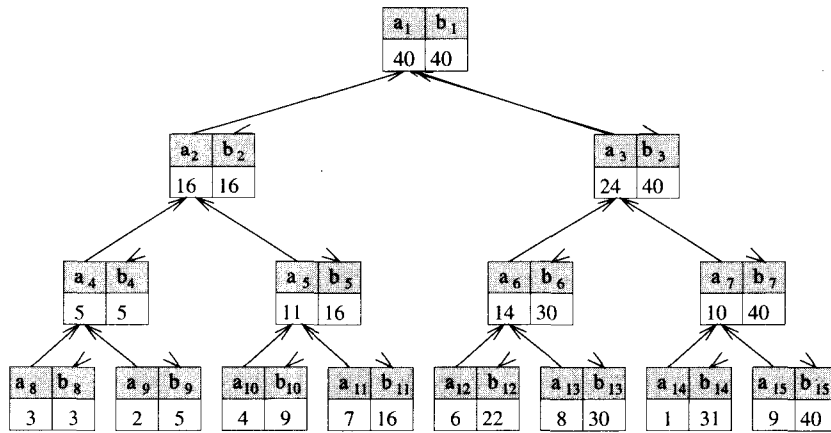 a₁ b₁
40 40
a₂ b₂ a₃ b₃
16 16 24 40
a₄ b₄ a₅ b₅ a₆ b₆ a₇ b₇
5 5 11 16 14 30 10 40
a₈ b₈ a₉ b₉ a₁₀ b₁₀ a₁₁ b₁₁ a₁₂ b₁₂ a₁₃ b₁₃ a₁₄ b₁₄ a₁₅ b₁₅
3 3 2 5 4 9 7 16 6 22 8 30 1 31 9 40